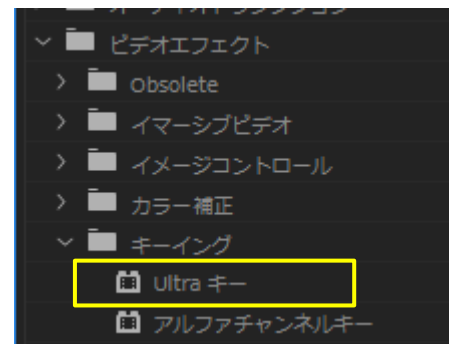 ビデオエフェクト
Obsolete
イマーシブビデオ
イメージコントロール
カラー補正
キーイング
Ultra キー
アルファチャンネルキー